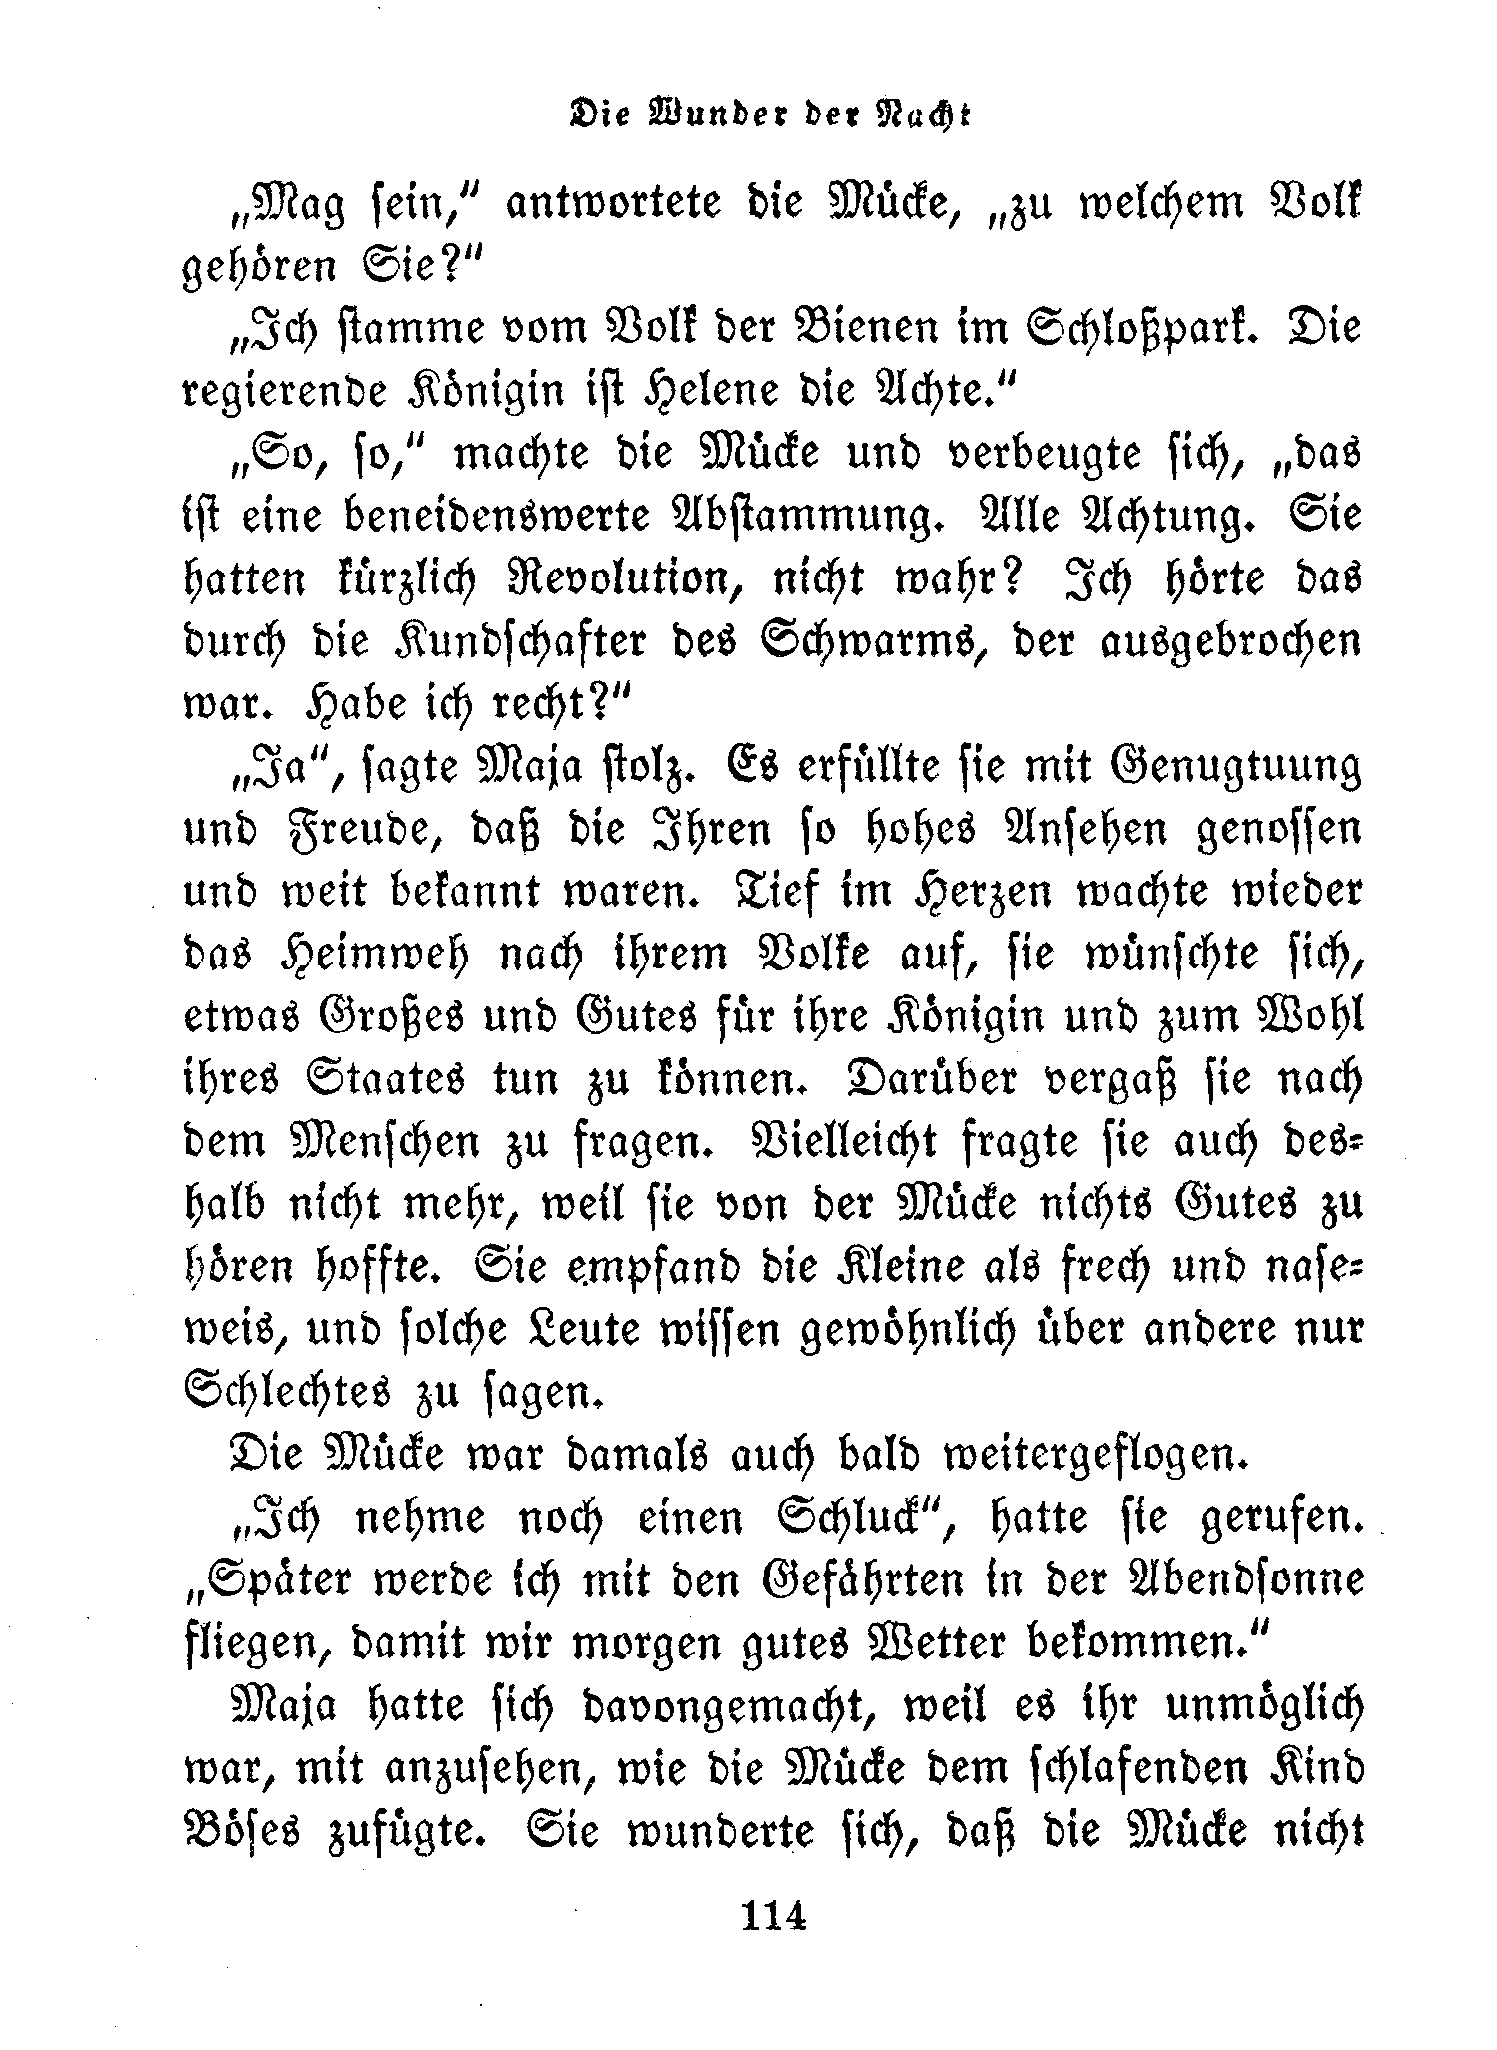 Die Wunder der Nacht
„Mag sein,“ antwortete die Mücke, „zu welchem Volk
gehören Sie?“
„Ich stamme vom Volk der Bienen im Schloßpark. Die
regierende Königin ist Helene die Achte.“
„So, so,“ machte die Mücke und verbeugte sich, „das
ist eine beneidenswerte Abstammung. Alle Achtung. Sie
hatten kürzlich Revolution, nicht wahr? Ich hörte das
durch die Kundschafter des Schwarms, der ausgebrochen
war. Habe ich recht?“
„Ja“, sagte Maja stolz. Es erfüllte sie mit Genugtuung
und Freude, daß die Ihren so hohes Ansehen genossen
und weit bekannt waren. Tief im Herzen wachte wieder
das Heimweh nach ihrem Volke auf, sie wünschte sich,
etwas Großes und Gutes für ihre Königin und zum Wohl
ihres Staates tun zu können. Darüber vergaß sie nach
dem Menschen zu fragen. Vielleicht fragte sie auch des-
halb nicht mehr, weil sie von der Mücke nichts Gutes zu
hören hoffte. Sie empfand die Kleine als frech und nase-
weis, und solche Leute wissen gewöhnlich über andere nur
Schlechtes zu sagen.
Die Mücke war damals auch bald weitergeflogen.
„Ich nehme noch einen Schluck“, hatte sie gerufen.
„Später werde ich mit den Gefährten in der Abendsonne
fliegen, damit wir morgen gutes Wetter bekommen.“
Maja hatte sich davongemacht, weil es ihr unmöglich
war, mit anzusehen, wie die Mücke dem schlafenden Kind
Böses zufügte. Sie wunderte sich, daß die Mücke nicht
114